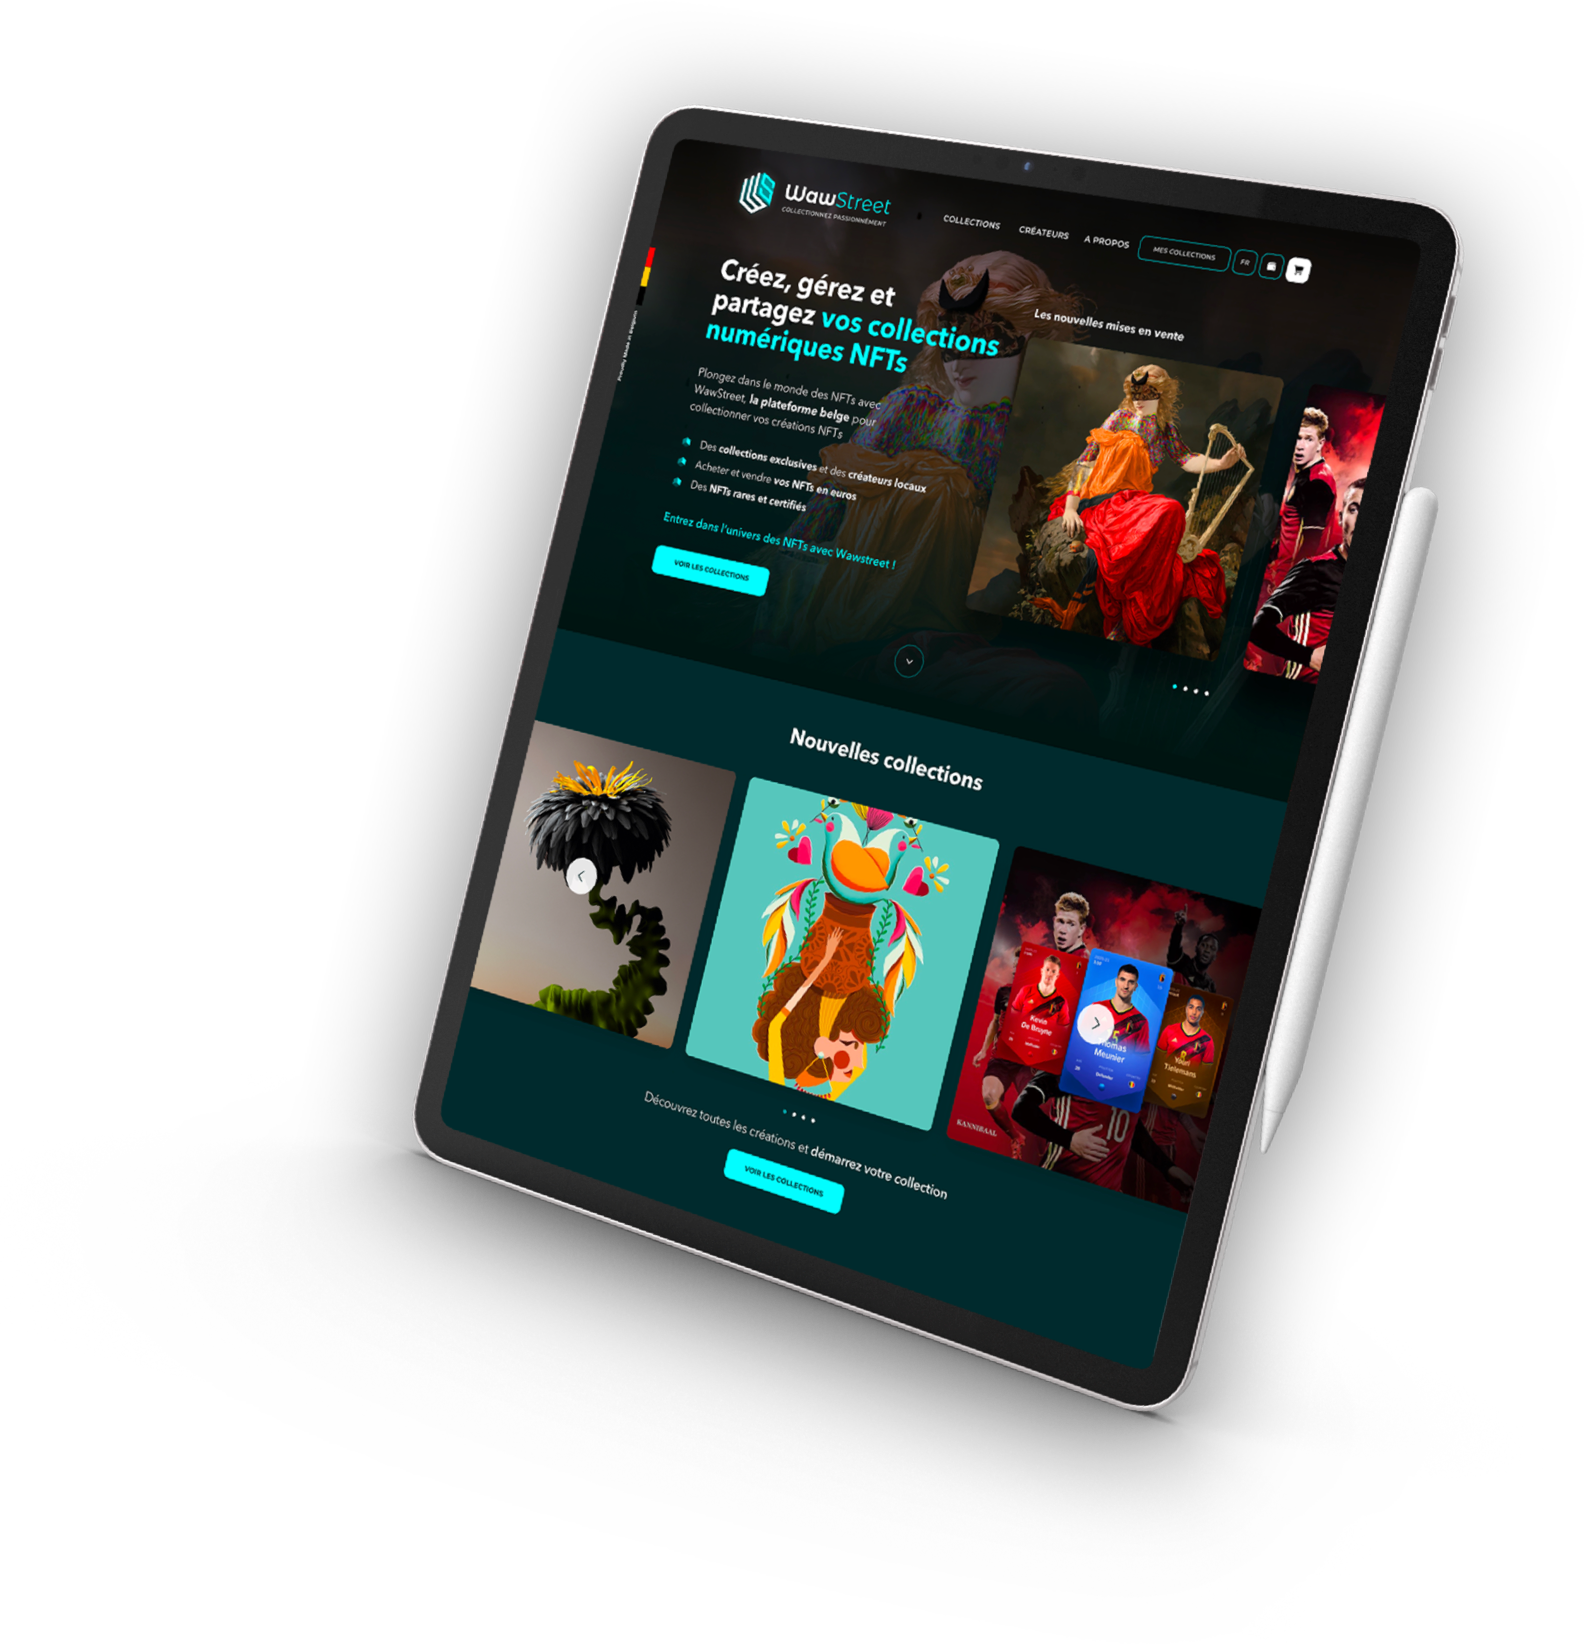 WawStreet
COLLECTIONNEZ PASSIONNÉMENT
COLLECTIONS
CRÉATEURS
A PROPOS
MES COLLECTIONS
FR
Proudly Made in Belgium
Créez, gérez et
partagez vos collections
numériques NFTs
Plongez dans le monde des NFTs avec
WawStreet, la plateforme belge pour
collectionner vos créations NFTs
Des collections exclusives et des créateurs locaux
Acheter et vendre vos NFTs en euros
Des NFTs rares et certifiés
Entrez dans l'univers des NFTs avec Wawstreet !
VOIR LES COLLECTIONS
Les nouvelles mises en vente
Nouvelles collections
Kevin
De Bruyne
Thomas
Meunier
Defender
Youri
Tielemans
10
KANNIBAAL
Découvrez toutes les créations et démarrez votre collection
VOIR LES COLLECTIONS